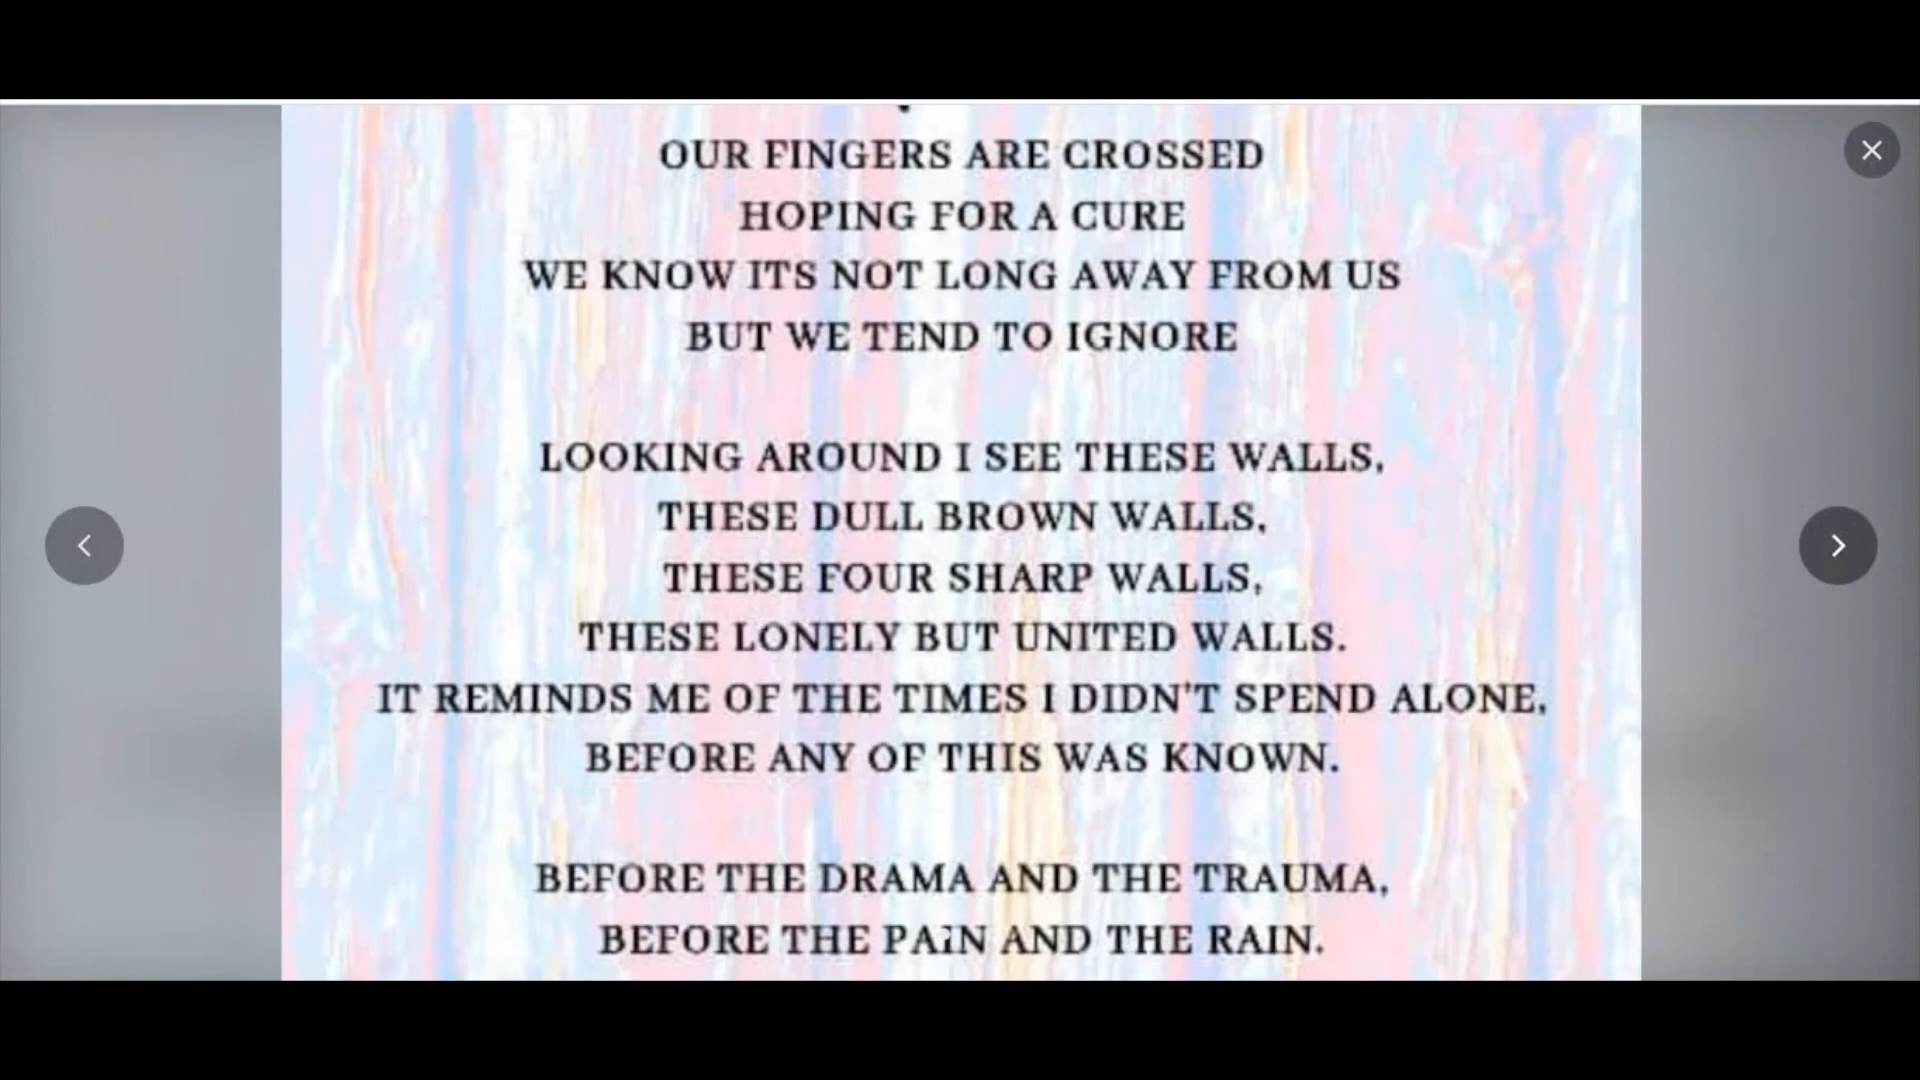 OUR FINGERS ARE CROSSED
HOPING FOR A CURE
WE KNOW ITS NOT LONG AWAY FROM US
BUT WE TEND TO IGNORE
LOOKING AROUND I SEE THESE WALLS,
THESE DULL BROWN WALLS,
THESE FOUR SHARP WALLS,
THESE LONELY BUT UNITED WALLS.
IT REMINDS ME OF THE TIMES I DIDN'T SPEND ALONE,
BEFORE ANY OF THIS WAS KNOWN.
BEFORE THE DRAMA AND THE TRAUMA,
BEFORE THE PAIN AND THE RAIN.